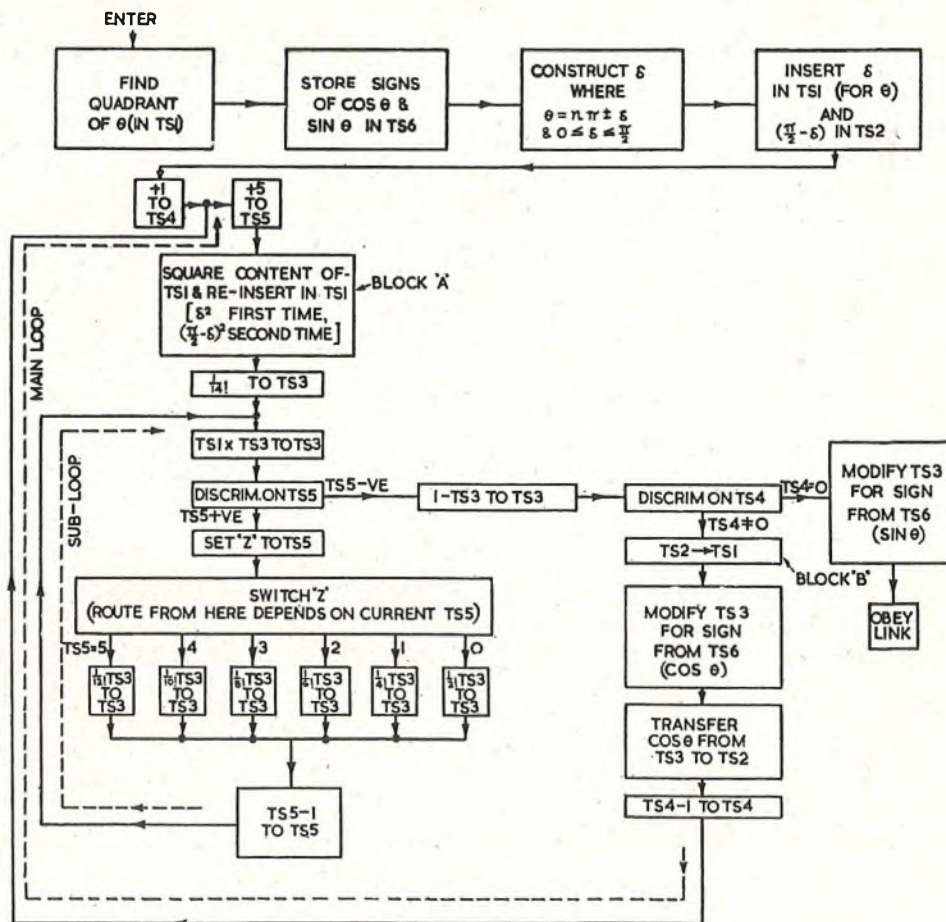 ENTER
FIND
QUADRANT
OF θ (IN TS1)
STORE SIGNS
OF COS θ &
SIN θ IN TS6
CONSTRUCT δ
WHERE
θ = n π ± δ
& 0 ≤ δ ≤ π/2
INSERT δ
IN TS1 (FOR θ)
AND
(π/2 - δ) IN TS2
+1
TO
TS4
+5
TO
TS5
SQUARE CONTENT OF
TS1 & RE-INSERT IN TS1
[δ² FIRST TIME,
(π/2 - δ)² SECOND TIME]
BLOCK "A"
MAIN LOOP
1/14! TO TS3
SUB-LOOP
TS1 x TS3 TO TS3
DISCRIM. ON TS5
TS5 -VE
1-TS3 TO TS3
DISCRIM ON TS4
TS4=0
MODIFY TS3
FOR SIGN
FROM TS6
(SIN θ)
OBEY
LINK
TS5 +VE
SET "Z" TO TS5
TS4≠0
TS2→TS1
BLOCK "B"
SWITCH "Z"
(ROUTE FROM HERE DEPENDS ON CURRENT TS5)
MODIFY TS3
FOR SIGN
FROM TS6
(COS θ)
TS5=5 4 3 2 1 0
1/12!-TS3 TO TS3
1/10!-TS3 TO TS3
1/8!-TS3 TO TS3
1/6!-TS3 TO TS3
1/4!-TS3 TO TS3
1/2!-TS3 TO TS3
TRANSFER
COS θ FROM
TS3 TO TS2
TS5-1
TO TS5
TS4-1 TO TS4